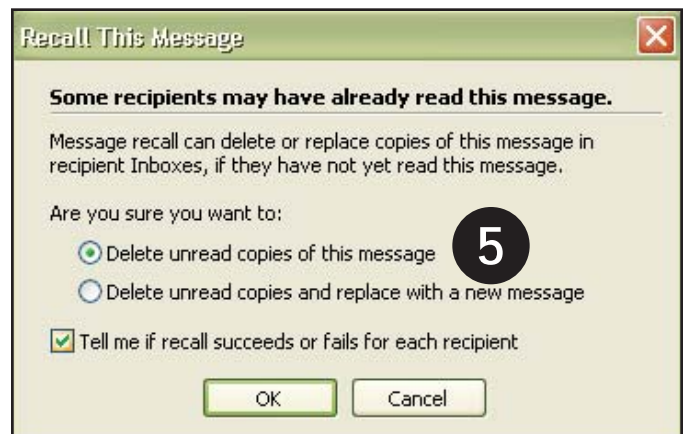 Recall This Message
Some recipients may have already read this message.
Message recall can delete or replace copies of this message in
recipient Inboxes, if they have not yet read this message.
Are you sure you want to:
Delete unread copies of this message
5
Delete unread copies and replace with a new message
Tell me if recall succeeds or fails for each recipient
OK Cancel